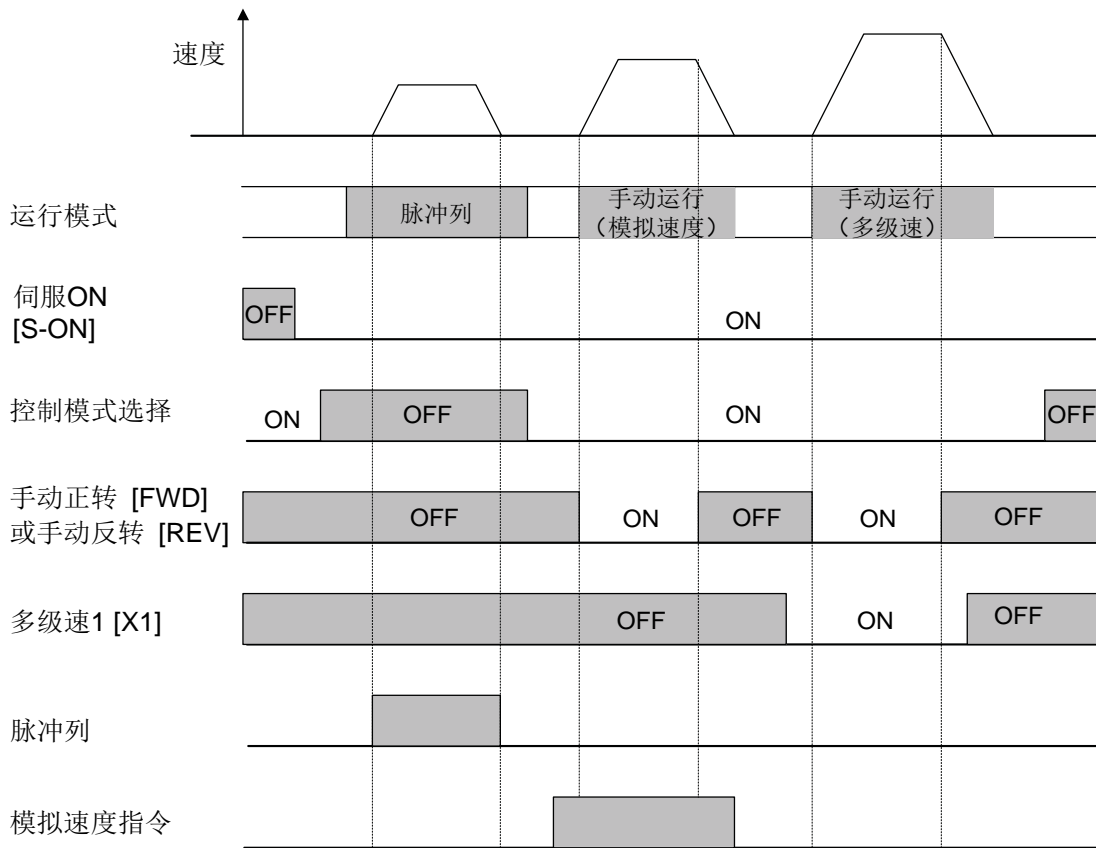 速度
运行模式
脉冲列
手动运行
（模拟速度）
手动运行
（多级速）
伺服ON
[S-ON]
OFF
ON
控制模式选择
ON
OFF
ON
OFF
手动正转 [FWD]
或手动反转 [REV]
OFF
ON
OFF
ON
OFF
多级速1 [X1]
OFF
ON
OFF
脉冲列
模拟速度指令